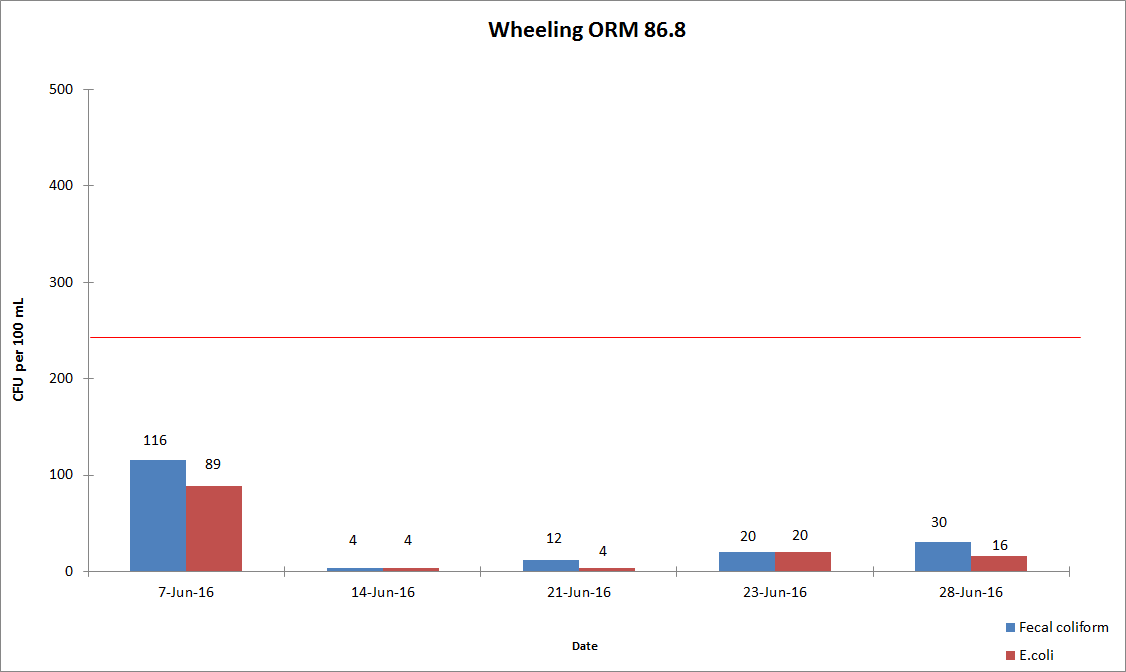 Wheeling ORM 86.8
500
400
300
200
100
0
CFU per 100 mL
116
89
4
4
12
4
20
20
30
16
7-Jun-16
14-Jun-16
21-Jun-16
23-Jun-16
28-Jun-16
Date
Fecal coliform
E.coli